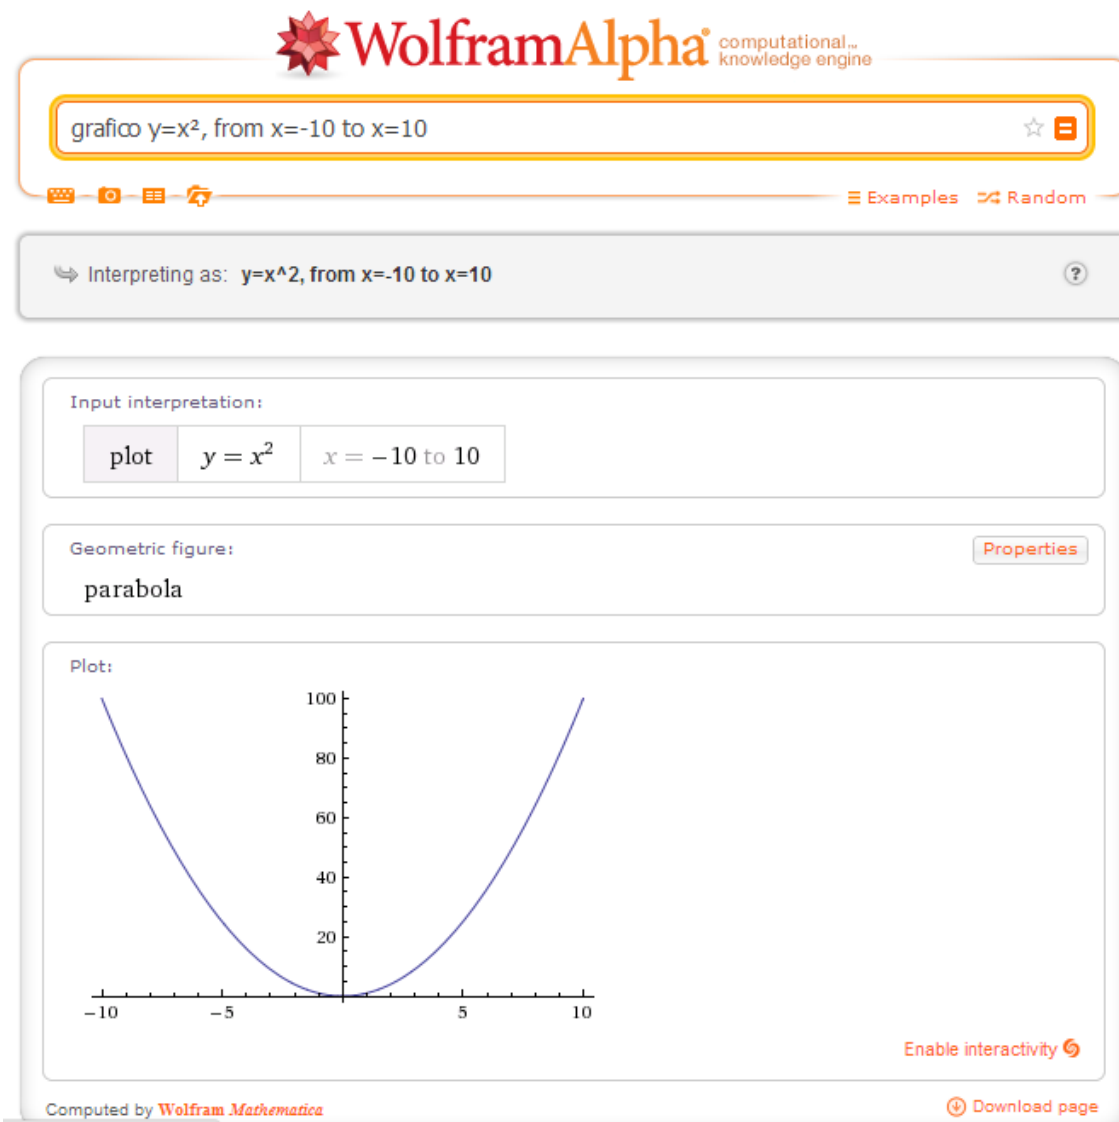 WolframAlpha computational knowledge engine
grafico y=x², from x=-10 to x=10
Examples Random
Interpreting as: y=x^2, from x=-10 to x=10 ?
Input interpretation:
plot y = x² x = −10 to 10
Geometric figure: Properties
parabola
Plot:
100
80
60
40
20
−10 −5 5 10
Enable interactivity
Computed by Wolfram Mathematica Download page